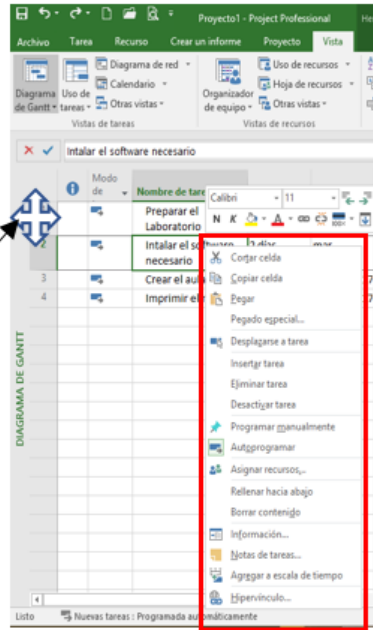 Proyecto1 - Project Professional
Archivo Tarea Recurso Crear un informe Proyecto Vista
Diagrama de Gantt
Uso de tareas
Diagrama de red
Calendario
Otras vistas
Vistas de tareas
Organizador de equipo
Uso de recursos
Hoja de recursos
Otras vistas
Vistas de recursos
Intalar el software necesario
Modo de
Nombre de tare
Calibri 11
N K
Preparar el
Laboratorio
2 Intalar el software 2 días mar
necesario
3 Crear el aula
4 Imprimir el
Cortar celda
Copiar celda
Pegar
Pegado especial...
Desplazarse a tarea
Insertar tarea
Eliminar tarea
Desactivar tarea
Programar manualmente
Autoprogramar
Asignar recursos...
Rellenar hacia abajo
Borrar contenido
Información...
Notas de tareas...
Agregar a escala de tiempo
Hipervínculo...
DIAGRAMA DE GANTT
Listo Nuevas tareas : Programada automáticamente